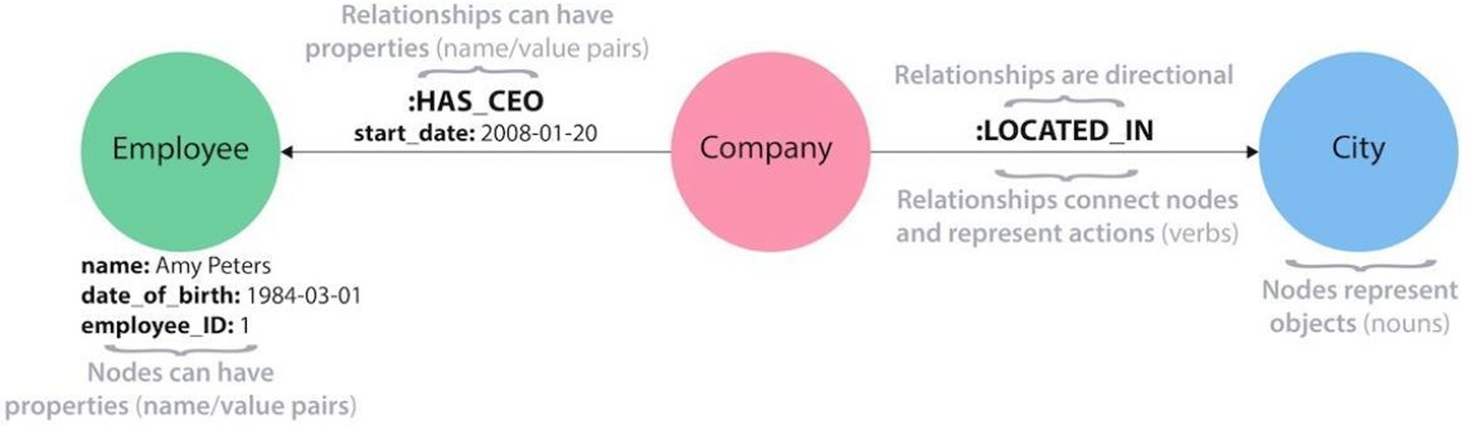 Relationships can have
properties (name/value pairs)
:HAS_CEO
start_date: 2008-01-20
Employee
name: Amy Peters
date_of_birth: 1984-03-01
employee_ID: 1
Nodes can have
properties (name/value pairs)
Company
Relationships are directional
:LOCATED_IN
Relationships connect nodes
and represent actions (verbs)
City
Nodes represent
objects (nouns)